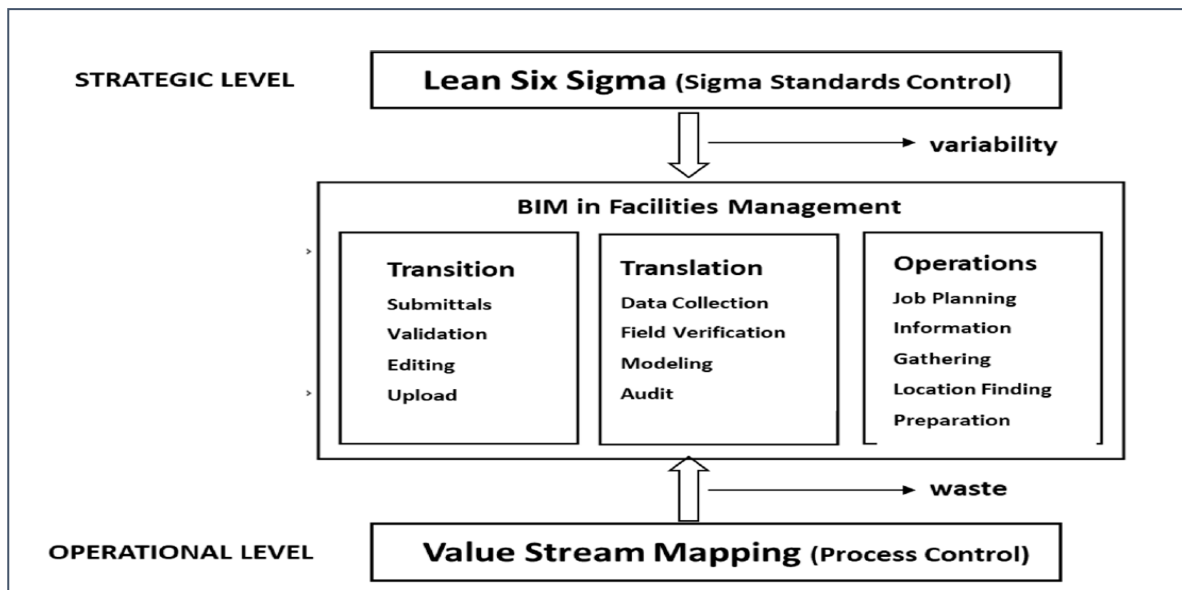 STRATEGIC LEVEL
Lean Six Sigma (Sigma Standards Control)
variability
BIM in Facilities Management
Transition
Submittals
Validation
Editing
Upload
Translation
Data Collection
Field Verification
Modeling
Audit
Operations
Job Planning
Information
Gathering
Location Finding
Preparation
waste
OPERATIONAL LEVEL
Value Stream Mapping (Process Control)